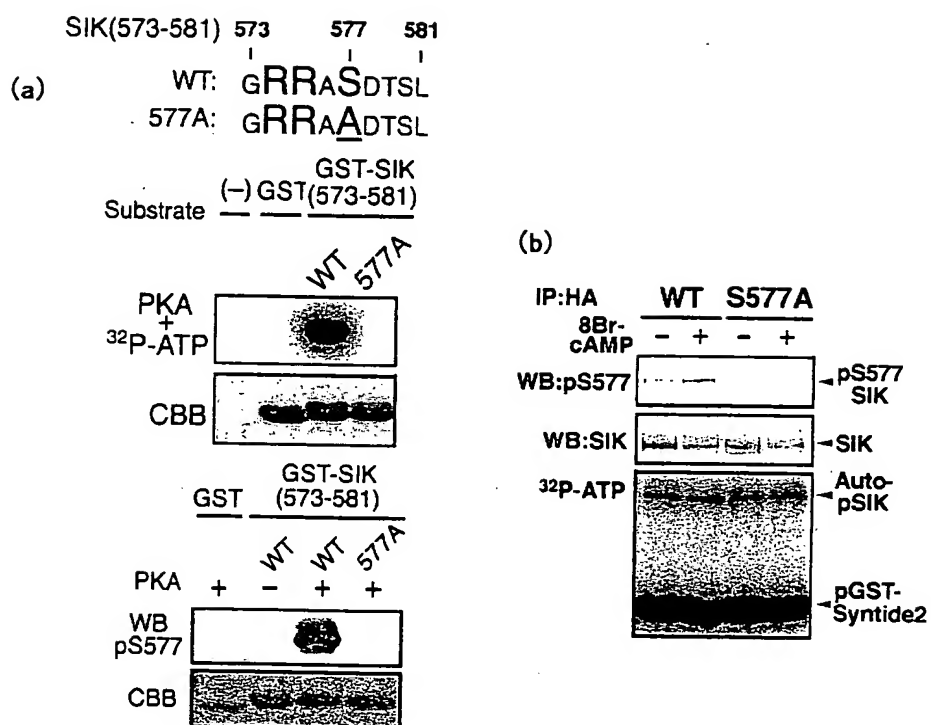 SIK(573-581) 573 577 581
(a)
WT: GRRASDTSL
577A: GRRAADTSL
GST-SIK
(–) GST (573-581)
Substrate
WT 577A
PKA
+
32P-ATP
CBB
GST-SIK
GST (573-581)
WT WT 577A
PKA + – + +
WB
pS577
CBB
(b)
IP:HA WT S577A
8Br-
cAMP – + – +
WB:pS577 pS577
SIK
WB:SIK SIK
32P-ATP Auto-
pSIK
pGST-
Syntide2